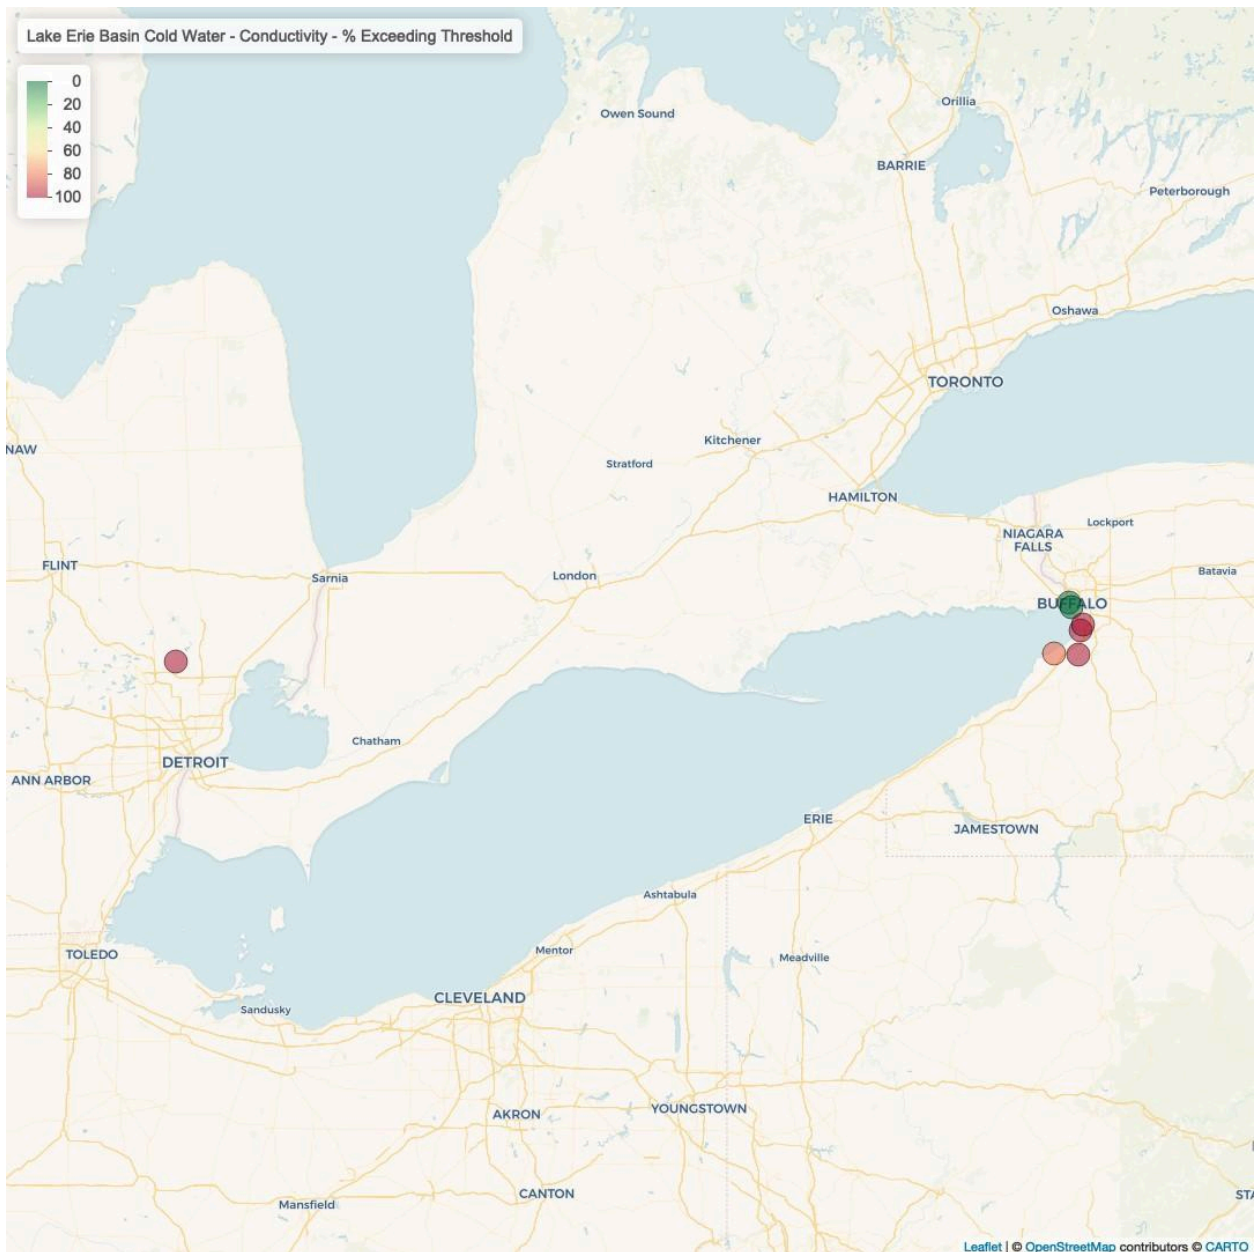 Lake Erie Basin Cold Water - Conductivity - % Exceeding Threshold
0
20
40
60
80
100
Owen Sound
Orillia
BARRIE
Peterborough
Oshawa
TORONTO
Kitchener
NAW
Stratford
HAMILTON
Lockport
NIAGARA
FALLS
FLINT
Sarnia
London
Batavia
BUFFALO
Chatham
DETROIT
ANN ARBOR
ERIE
JAMESTOWN
Ashtabula
TOLEDO
Mentor
Meadville
CLEVELAND
Sandusky
AKRON
YOUNGSTOWN
CANTON
STA
Mansfield
Leaflet | © OpenStreetMap contributors © CARTO